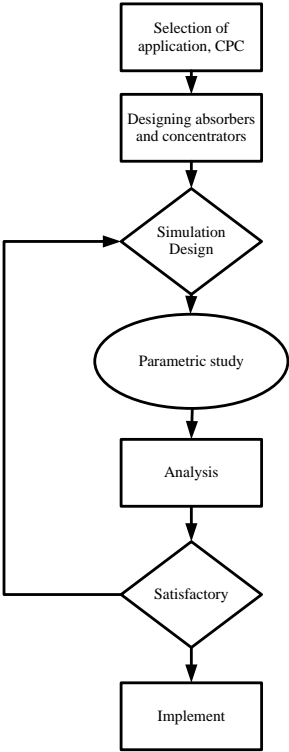 Selection of
application, CPC
Designing absorbers
and concentrators
Simulation
Design
Parametric study
Analysis
Satisfactory
Implement